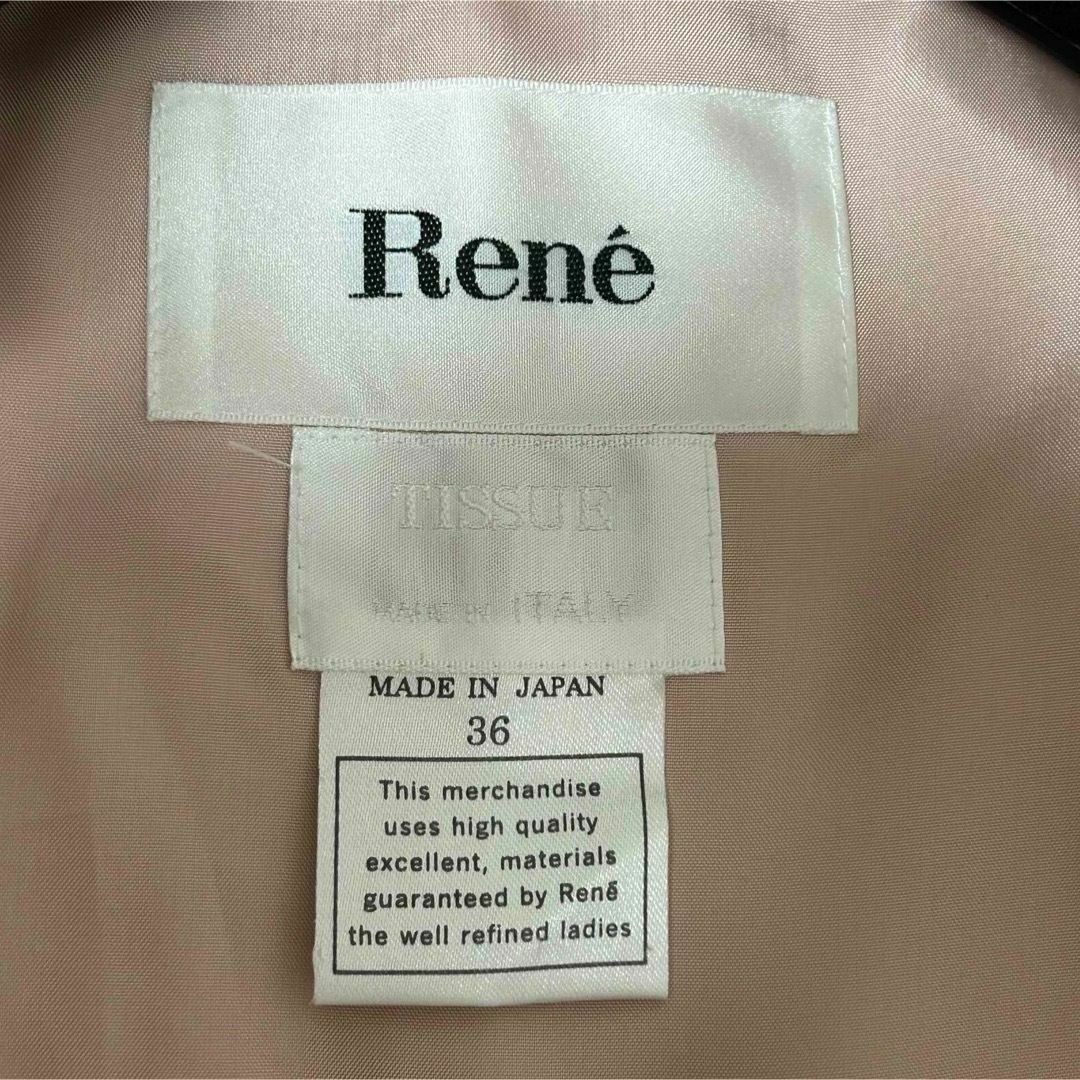 René
TISSUE
MADE IN ITALY
MADE IN JAPAN
36
This merchandise
uses high quality
excellent, materials
guaranteed by René
the well refined ladies